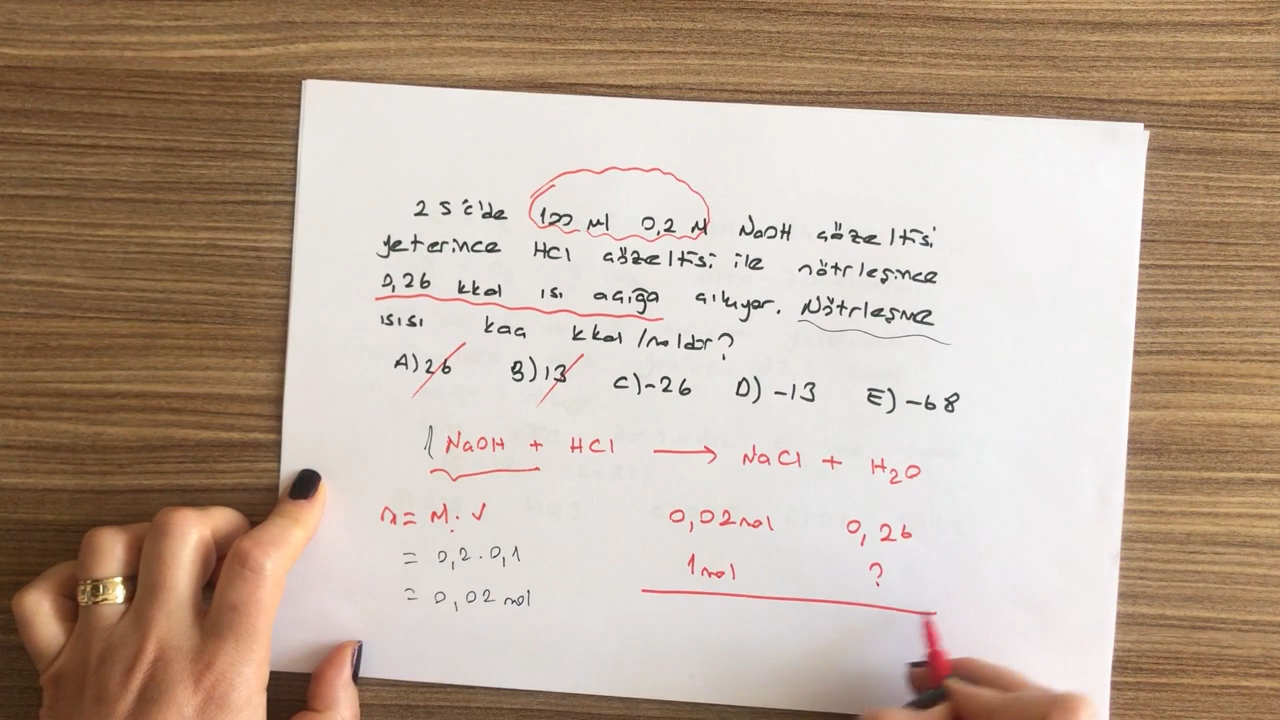 25 °C'de 100 ml 0,2 M NaOH çözeltisi
yeterince HCl çözeltisi ile nötrleşince
0,26 kkal ısı açığa çıkıyor. Nötrleşme
ısısı kaç kkal/moldür?
A) 26 B) 13 C) -26 D) -13 E) -68
1 NaOH + HCl → NaCl + H₂O
n = M . V
= 0,2 . 0,1
= 0,02 mol
0,02 mol 0,26
1 mol ?